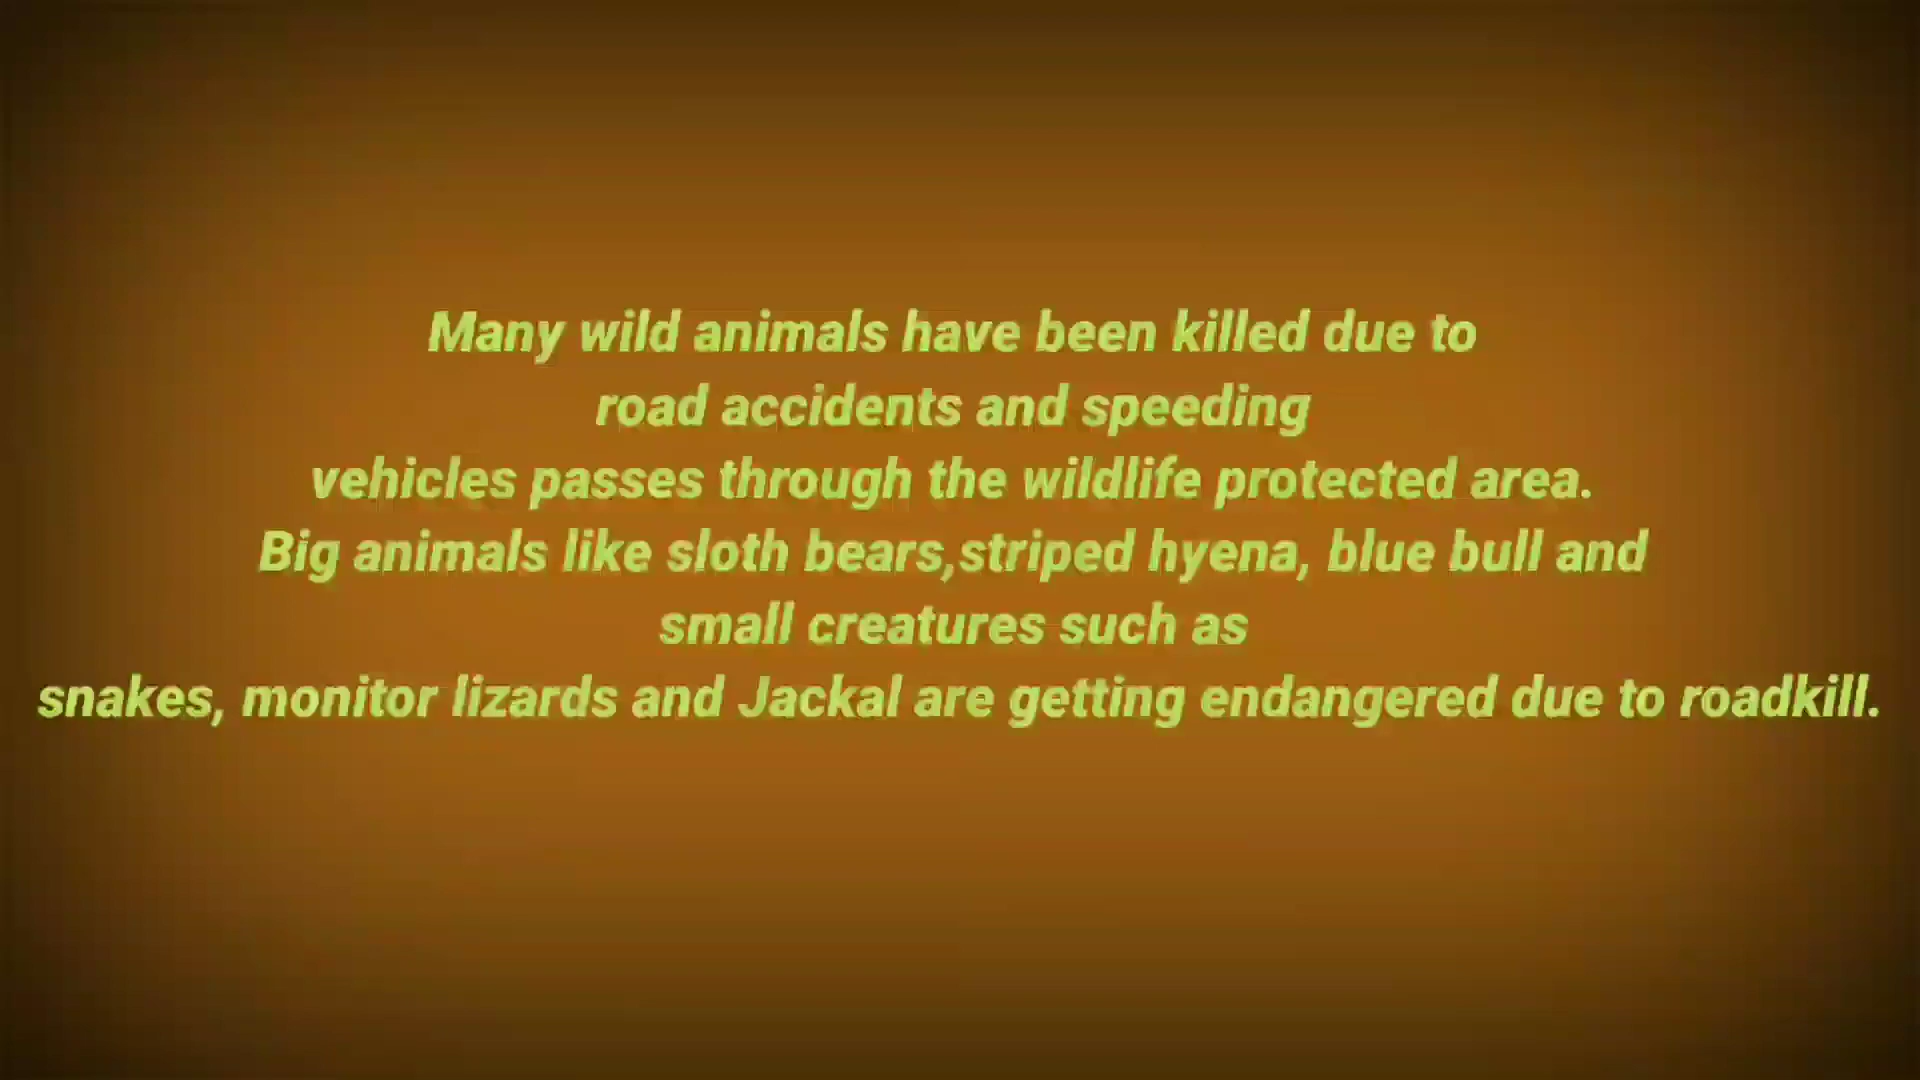 Many wild animals have been killed due to
road accidents and speeding
vehicles passes through the wildlife protected area.
Big animals like sloth bears,striped hyena, blue bull and
small creatures such as
snakes, monitor lizards and Jackal are getting endangered due to roadkill.